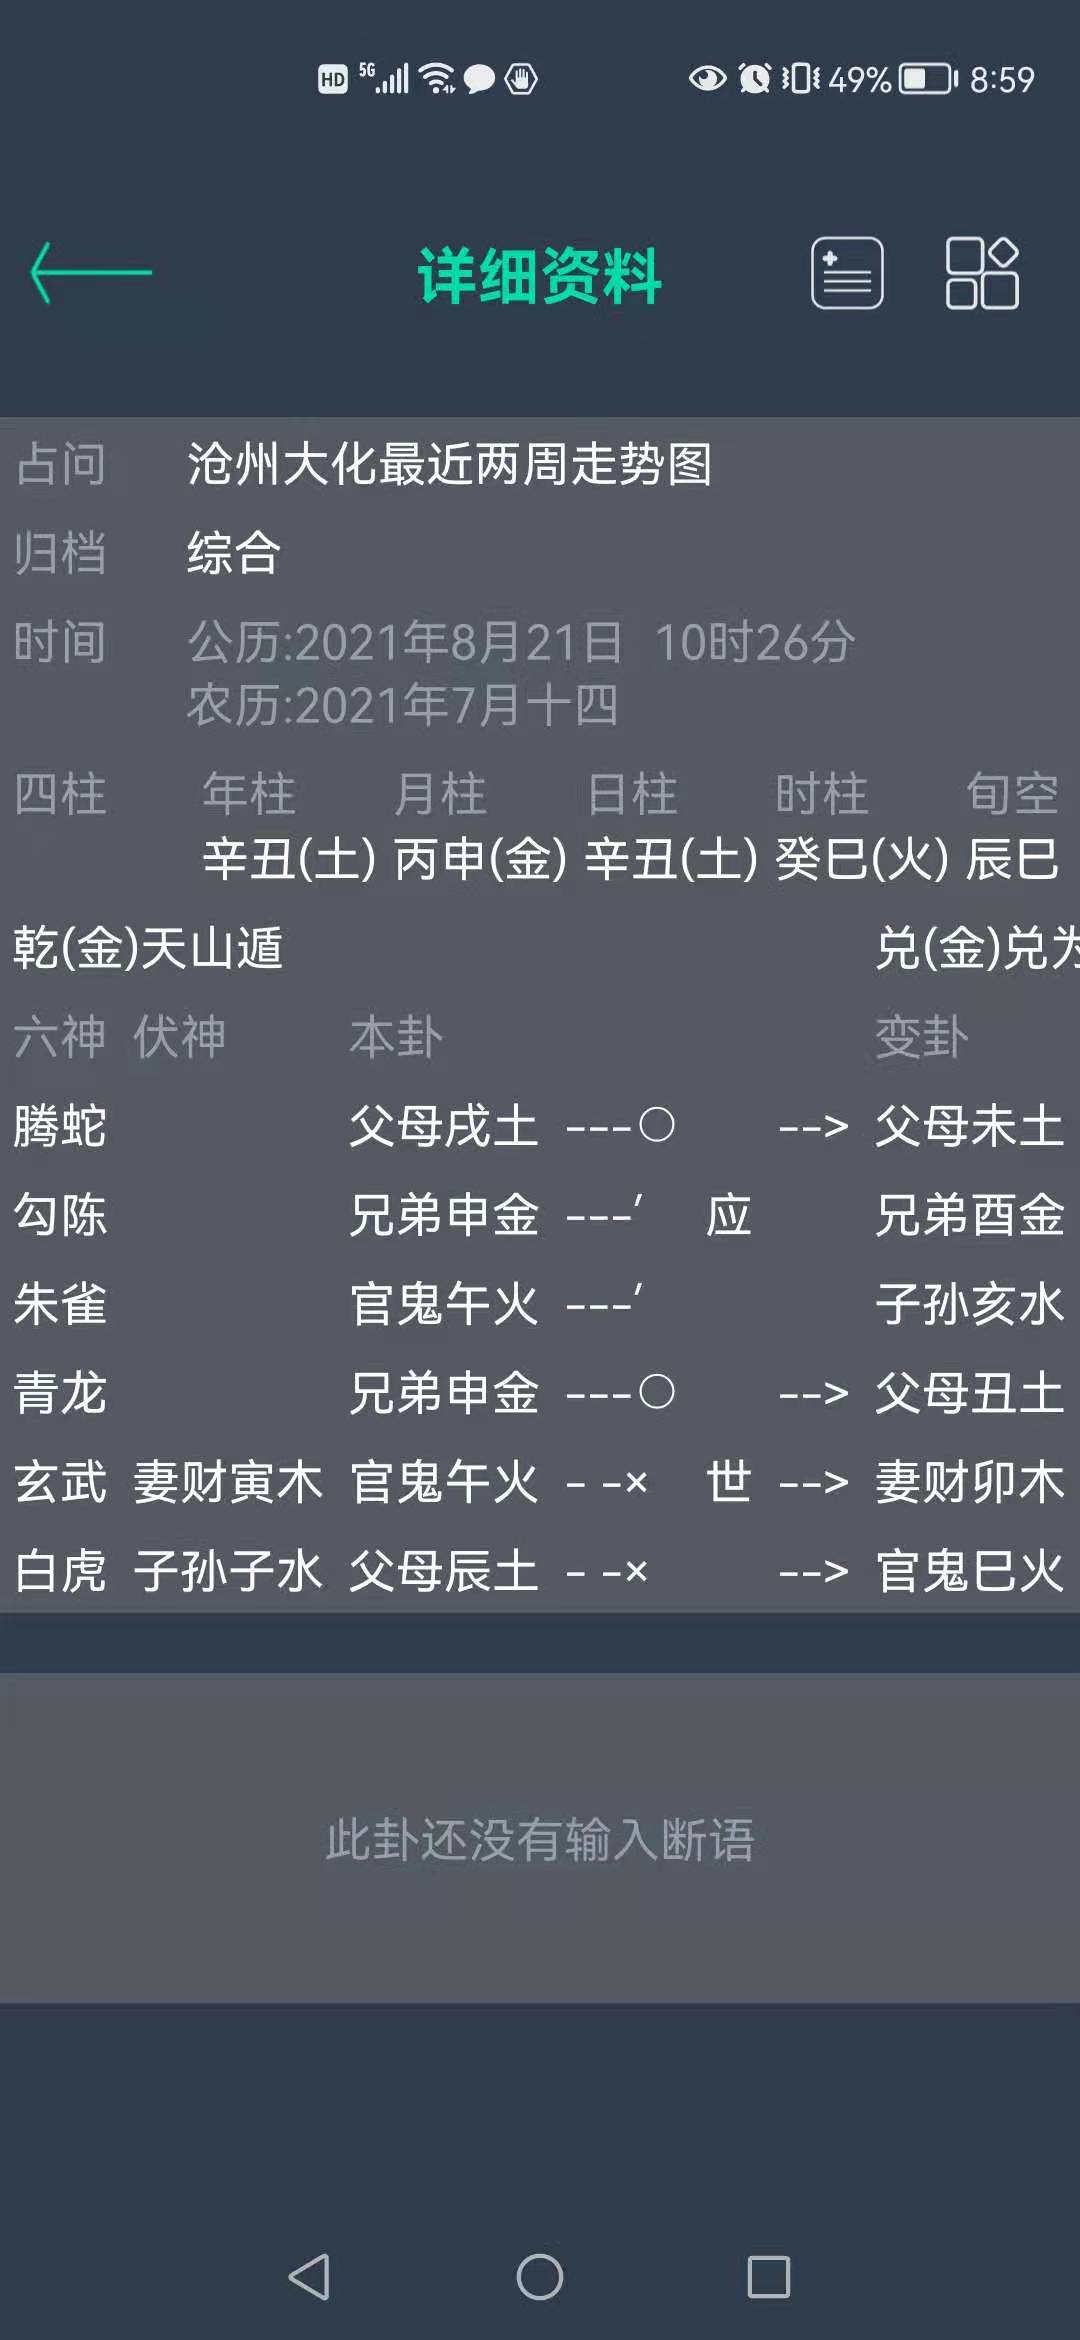 HD 5G 49% 8:59
详细资料
占问 沧州大化最近两周走势图
归档 综合
时间 公历:2021年8月21日 10时26分
农历:2021年7月十四
四柱 年柱 月柱 日柱 时柱 旬空
辛丑(土) 丙申(金) 辛丑(土) 癸巳(火) 辰巳
乾(金)天山遁 兑(金)兑为
六神 伏神 本卦 变卦
腾蛇 父母戌土 ---○ --> 父母未土
勾陈 兄弟申金 ---′ 应 兄弟酉金
朱雀 官鬼午火 ---′ 子孙亥水
青龙 兄弟申金 ---○ --> 父母丑土
玄武 妻财寅木 官鬼午火 - -× 世 --> 妻财卯木
白虎 子孙子水 父母辰土 - -× --> 官鬼巳火
此卦还没有输入断语